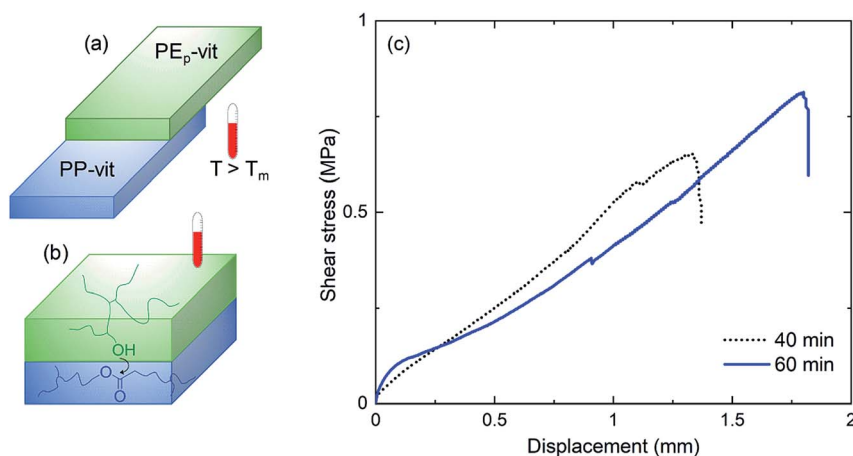 (a)
PEp-vit
PP-vit
T > Tm
(b)
OH
O
O
(c)
Shear stress (MPa)
1
0.5
0
0
0.5
1
1.5
2
40 min
60 min
Displacement (mm)